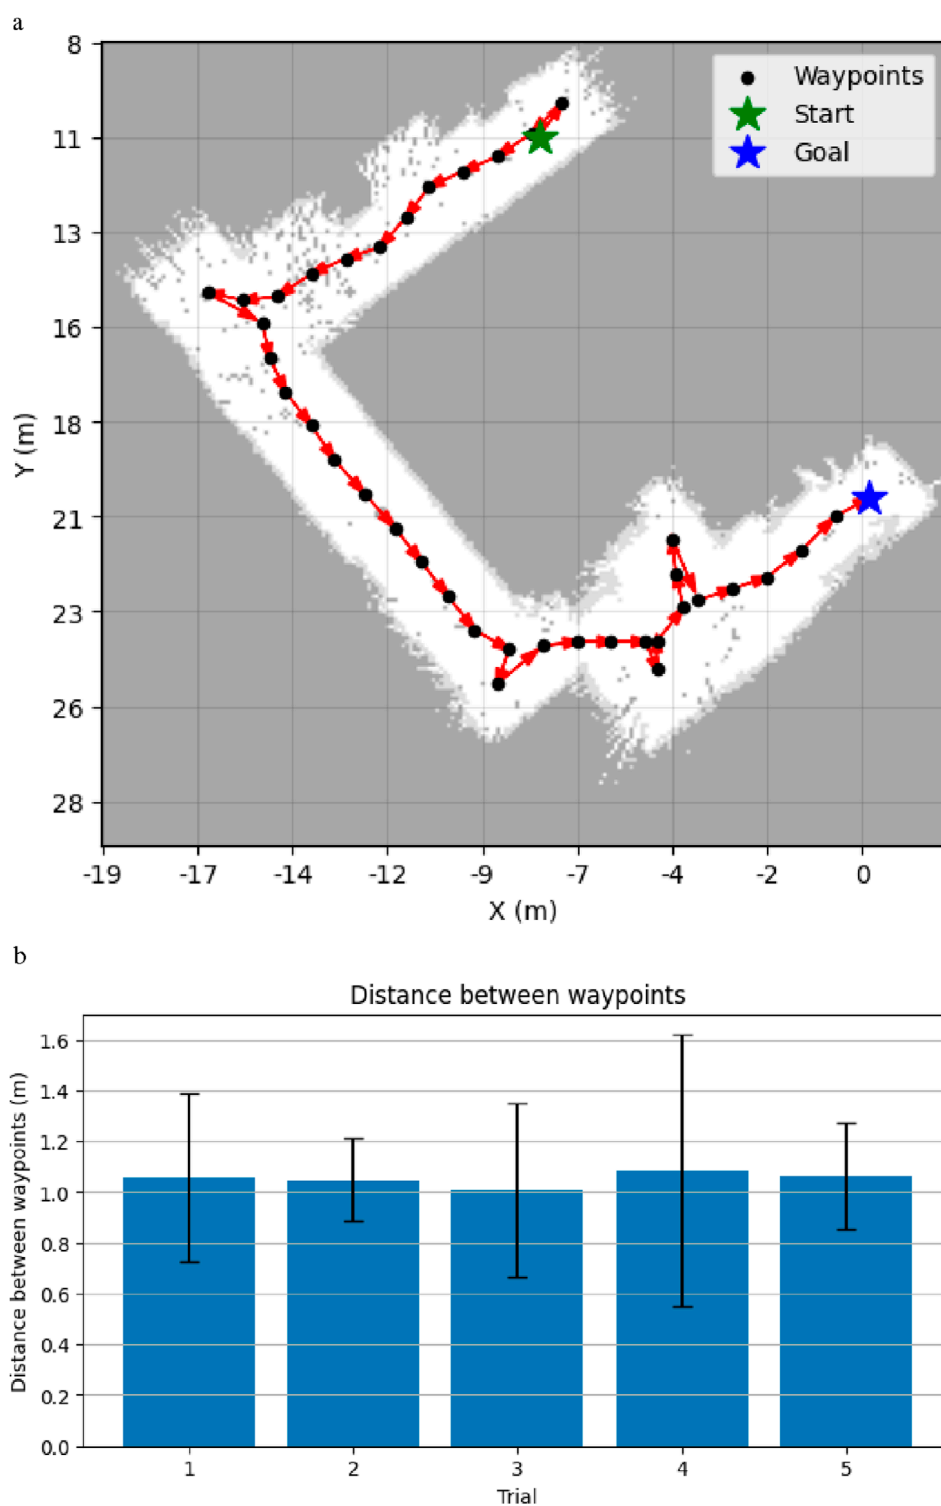 a
8
11
13
16
18
21
23
26
28
Y (m)
Waypoints
Start
Goal
-19 -17 -14 -12 -9 -7 -4 -2 0
X (m)
b
Distance between waypoints
Distance between waypoints (m)
1.6
1.4
1.2
1.0
0.8
0.6
0.4
0.2
0.0
1 2 3 4 5
Trial